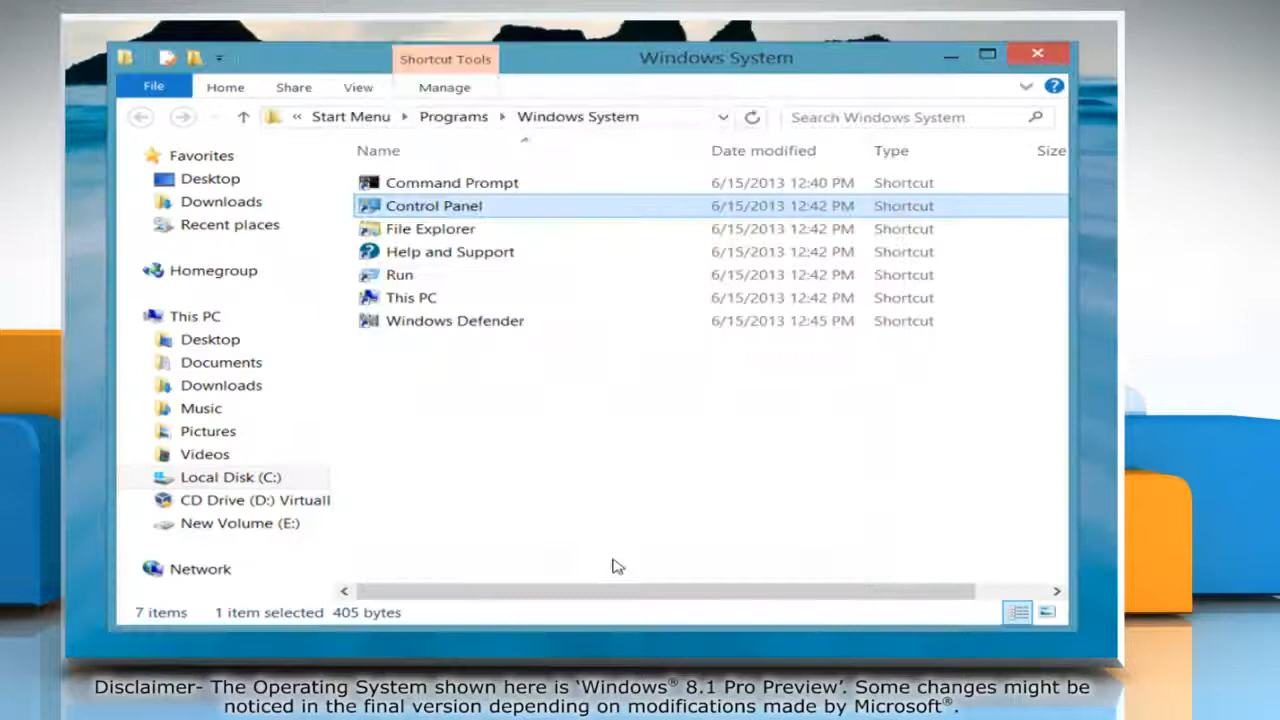 Shortcut Tools
Windows System
File Home Share View Manage
« Start Menu Programs Windows System
Search Windows System
Name Date modified Type Size
Favorites
Desktop
Downloads
Recent places
Homegroup
This PC
Desktop
Documents
Downloads
Music
Pictures
Videos
Local Disk (C:)
CD Drive (D:) Virtuall
New Volume (E:)
Network
Command Prompt 6/15/2013 12:40 PM Shortcut
Control Panel 6/15/2013 12:42 PM Shortcut
File Explorer 6/15/2013 12:42 PM Shortcut
Help and Support 6/15/2013 12:42 PM Shortcut
Run 6/15/2013 12:42 PM Shortcut
This PC 6/15/2013 12:42 PM Shortcut
Windows Defender 6/15/2013 12:45 PM Shortcut
7 items 1 item selected 405 bytes
Disclaimer- The Operating System shown here is ‘Windows® 8.1 Pro Preview’. Some changes might be
noticed in the final version depending on modifications made by Microsoft®.